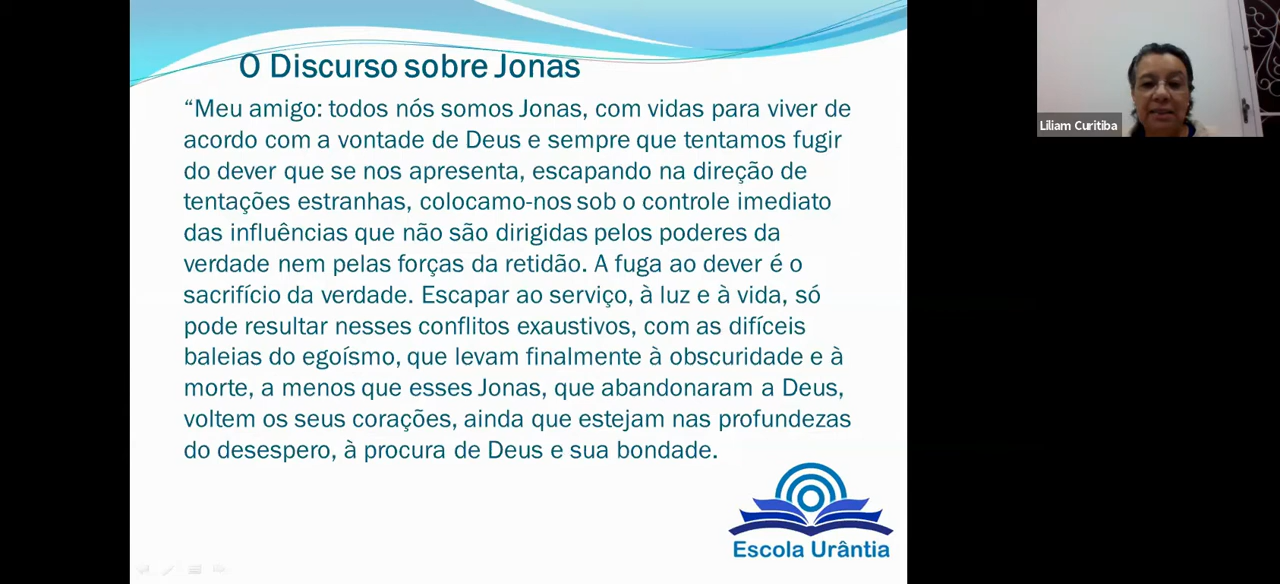 O Discurso sobre Jonas
“Meu amigo: todos nós somos Jonas, com vidas para viver de
acordo com a vontade de Deus e sempre que tentamos fugir
do dever que se nos apresenta, escapando na direção de
tentações estranhas, colocamo-nos sob o controle imediato
das influências que não são dirigidas pelos poderes da
verdade nem pelas forças da retidão. A fuga ao dever é o
sacrifício da verdade. Escapar ao serviço, à luz e à vida, só
pode resultar nesses conflitos exaustivos, com as difíceis
baleias do egoísmo, que levam finalmente à obscuridade e à
morte, a menos que esses Jonas, que abandonaram a Deus,
voltem os seus corações, ainda que estejam nas profundezas
do desespero, à procura de Deus e sua bondade.
Escola Urântia
Liliam Curitiba